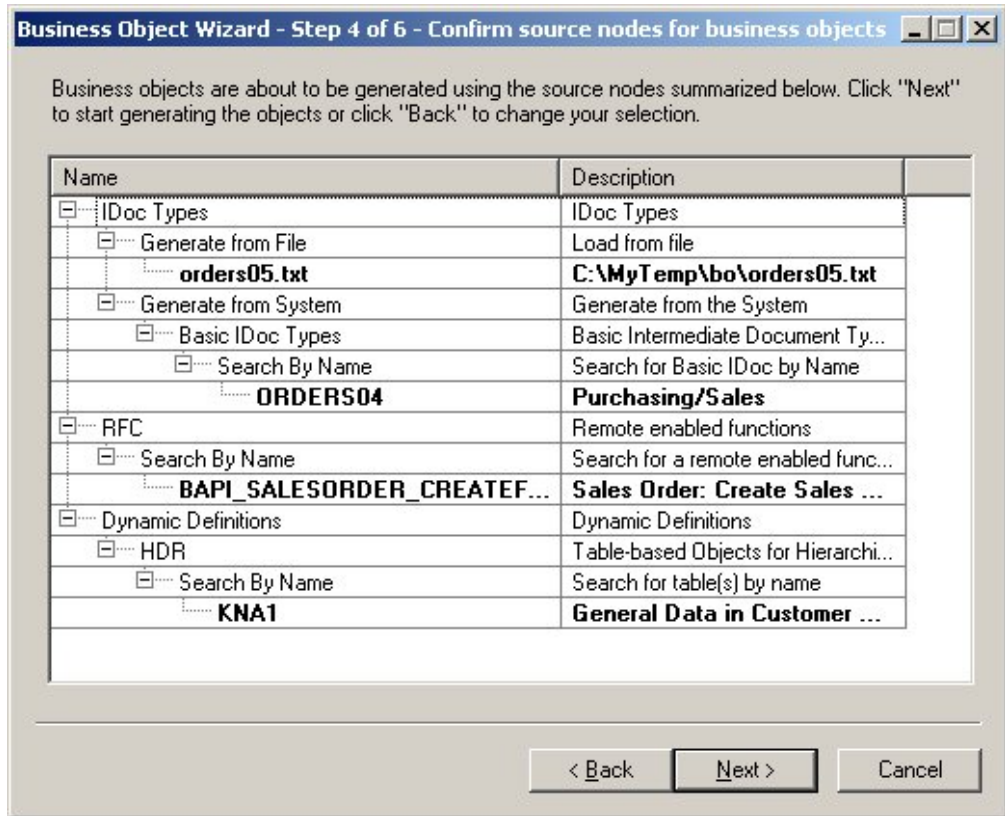 Business Object Wizard - Step 4 of 6 - Confirm source nodes for business objects
Business objects are about to be generated using the source nodes summarized below. Click "Next"
to start generating the objects or click "Back" to change your selection.
Name Description
IDoc Types IDoc Types
Generate from File Load from file
orders05.txt C:\MyTemp\bo\orders05.txt
Generate from System Generate from the System
Basic IDoc Types Basic Intermediate Document Ty...
Search By Name Search for Basic IDoc by Name
ORDERS04 Purchasing/Sales
RFC Remote enabled functions
Search By Name Search for a remote enabled func...
BAPI_SALESORDER_CREATEF... Sales Order: Create Sales ...
Dynamic Definitions Dynamic Definitions
HDR Table-based Objects for Hierarchi...
Search By Name Search for table(s) by name
KNA1 General Data in Customer ...
< Back Next > Cancel